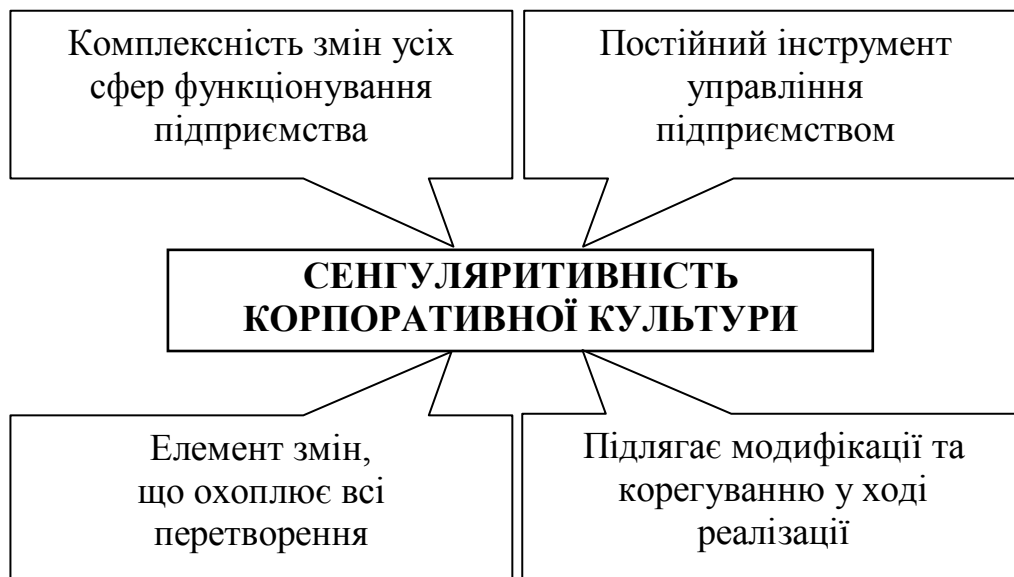 Комплексність змін усіх
сфер функціонування
підприємства
Постійний інструмент
управління
підприємством
СЕНГУЛЯРИТИВНІСТЬ
КОРПОРАТИВНОЇ КУЛЬТУРИ
Елемент змін,
що охоплює всі
перетворення
Підлягає модифікації та
корегуванню у ході
реалізації